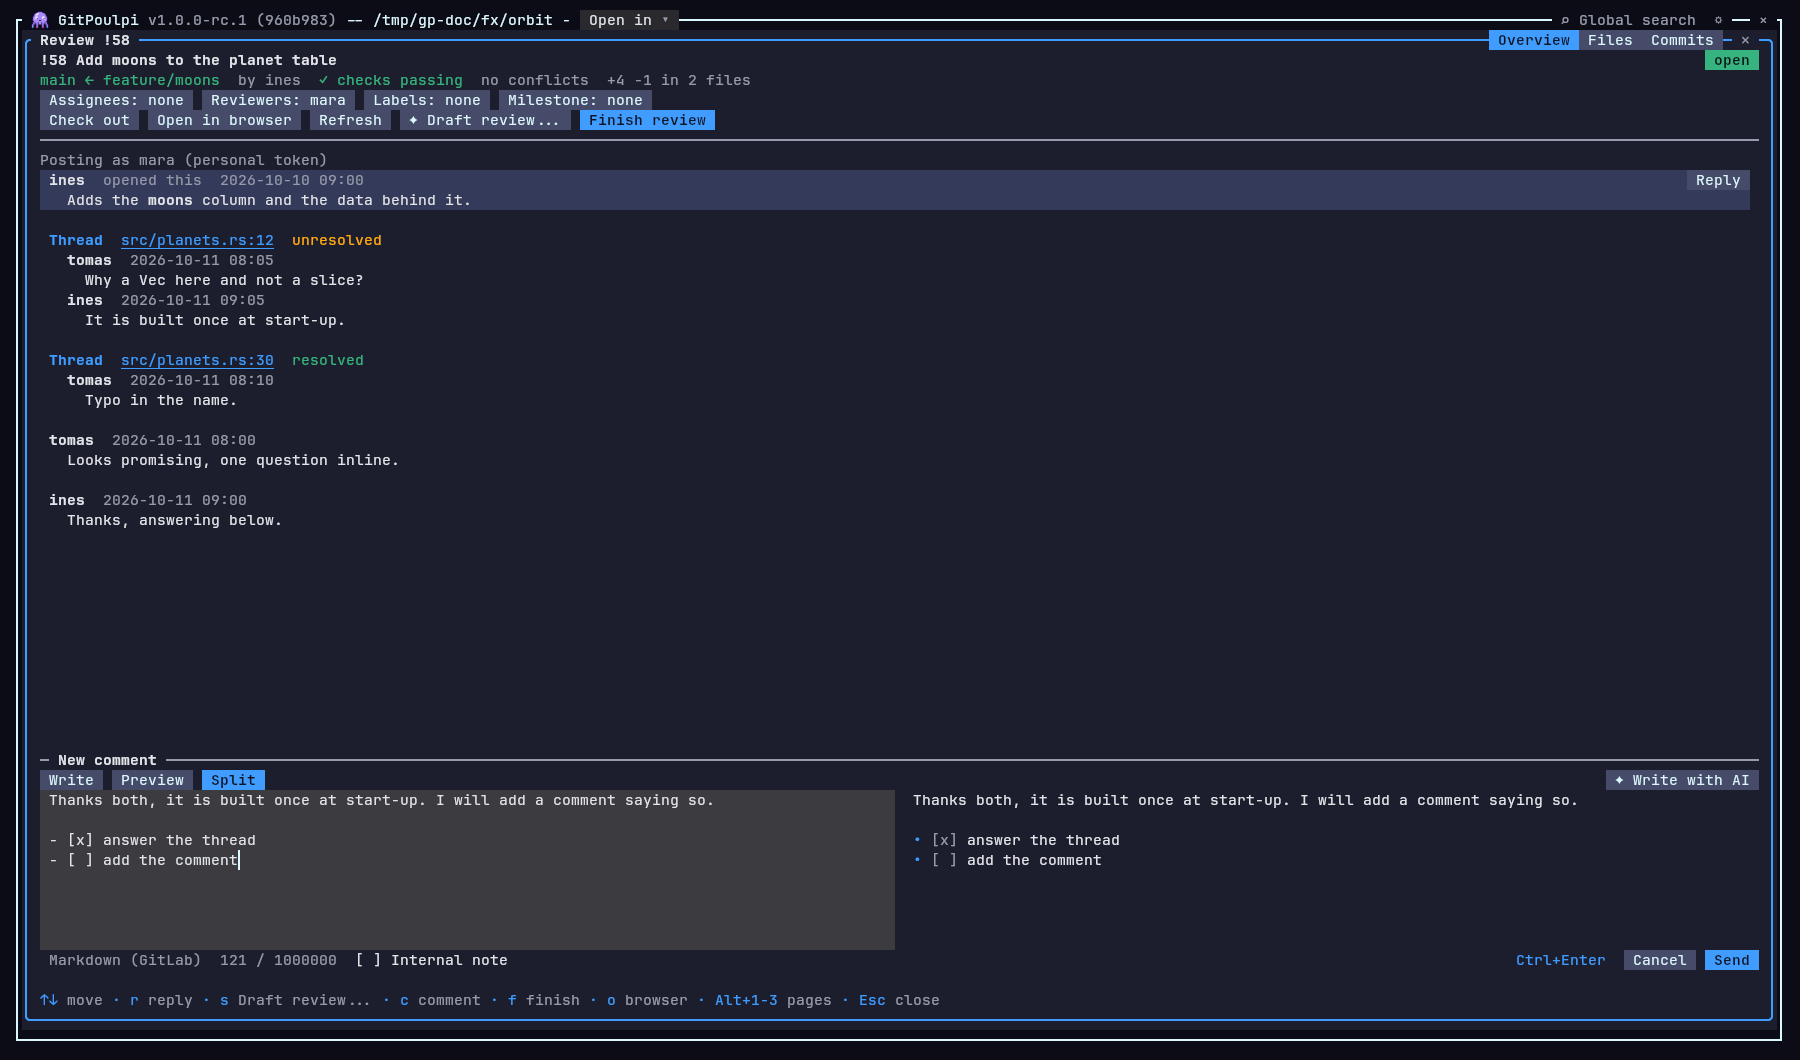 GitPoulpi v1.0.0-rc.1 (960b983) —— /tmp/gp-doc/fx/orbit - Open in ▾ ⌕ Global search ⚙ ×
Review !58 Overview Files Commits ×
!58 Add moons to the planet table open
main ← feature/moons by ines ✓ checks passing no conflicts +4 -1 in 2 files
Assignees: none Reviewers: mara Labels: none Milestone: none
Check out Open in browser Refresh ✦ Draft review... Finish review
Posting as mara (personal token)
ines opened this 2026-10-10 09:00 Reply
Adds the moons column and the data behind it.
Thread src/planets.rs:12 unresolved
tomas 2026-10-11 08:05
Why a Vec here and not a slice?
ines 2026-10-11 09:05
It is built once at start-up.
Thread src/planets.rs:30 resolved
tomas 2026-10-11 08:10
Typo in the name.
tomas 2026-10-11 08:00
Looks promising, one question inline.
ines 2026-10-11 09:00
Thanks, answering below.
New comment
Write Preview Split ✦ Write with AI
Thanks both, it is built once at start-up. I will add a comment saying so. Thanks both, it is built once at start-up. I will add a comment saying so.
- [x] answer the thread • [x] answer the thread
- [ ] add the comment • [ ] add the comment
Markdown (GitLab) 121 / 1000000 [ ] Internal note Ctrl+Enter Cancel Send
↑↓ move · r reply · s Draft review... · c comment · f finish · o browser · Alt+1-3 pages · Esc close